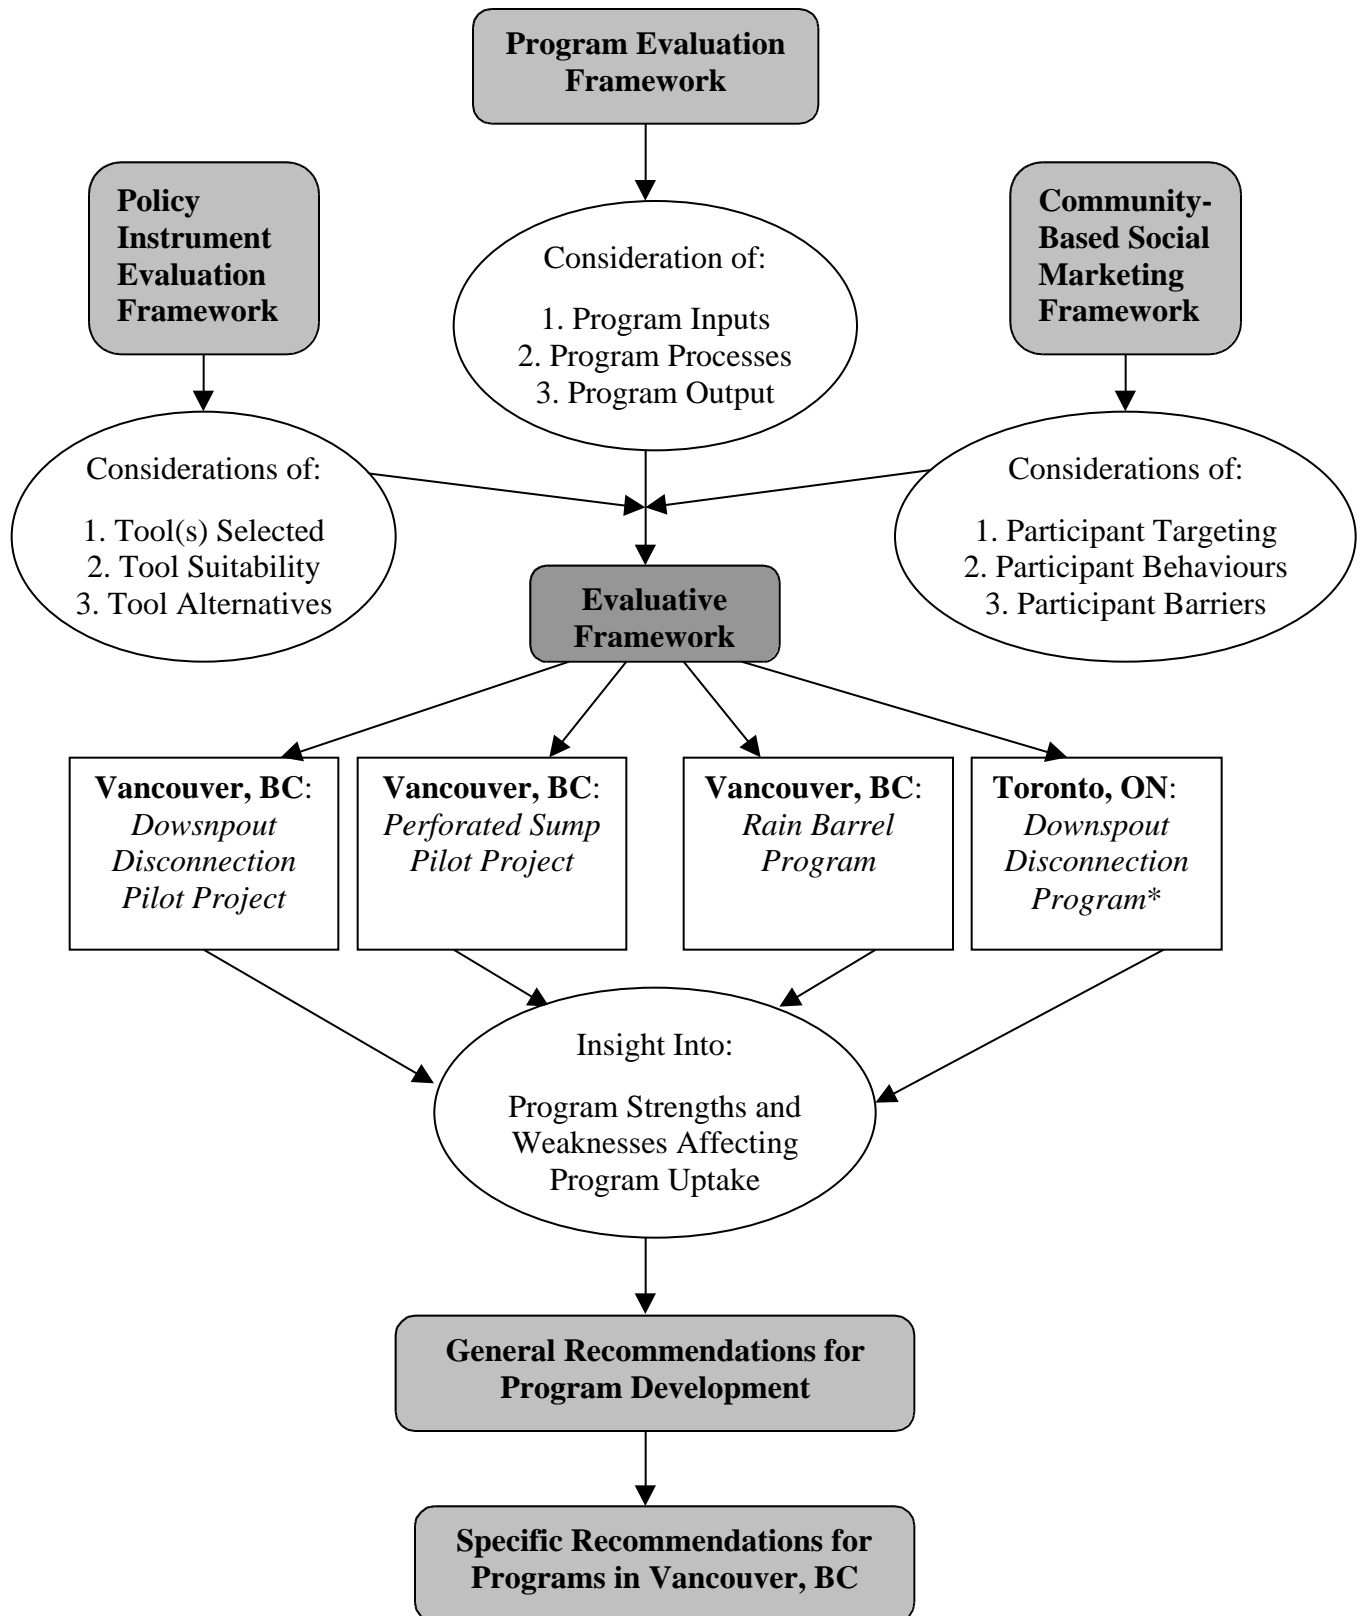 Program Evaluation
Framework
Policy
Instrument
Evaluation
Framework
Community-
Based Social
Marketing
Framework
Consideration of:
1. Program Inputs
2. Program Processes
3. Program Output
Considerations of:
1. Tool(s) Selected
2. Tool Suitability
3. Tool Alternatives
Considerations of:
1. Participant Targeting
2. Participant Behaviours
3. Participant Barriers
Evaluative
Framework
Vancouver, BC:
Dowsnpout
Disconnection
Pilot Project
Vancouver, BC:
Perforated Sump
Pilot Project
Vancouver, BC:
Rain Barrel
Program
Toronto, ON:
Downspout
Disconnection
Program*
Insight Into:
Program Strengths and
Weaknesses Affecting
Program Uptake
General Recommendations for
Program Development
Specific Recommendations for
Programs in Vancouver, BC